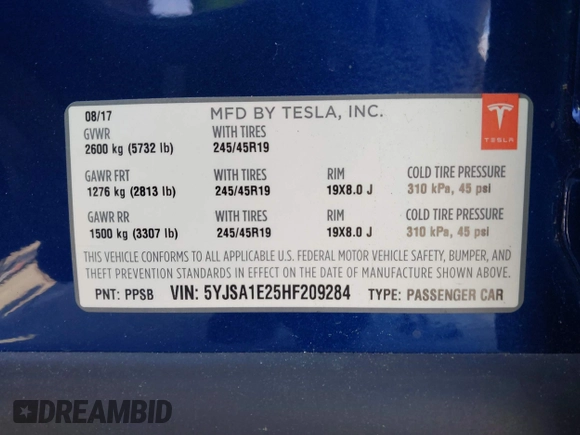 08/17 MFD BY TESLA, INC.
GVWR WITH TIRES
2600 kg (5732 lb) 245/45R19
TESLA
GAWR FRT WITH TIRES RIM COLD TIRE PRESSURE
1276 kg (2813 lb) 245/45R19 19X8.0 J 310 kPa, 45 psi
GAWR RR WITH TIRES RIM COLD TIRE PRESSURE
1500 kg (3307 lb) 245/45R19 19X8.0 J 310 kPa, 45 psi
THIS VEHICLE CONFORMS TO ALL APPLICABLE U.S. FEDERAL MOTOR VEHICLE SAFETY, BUMPER, AND
THEFT PREVENTION STANDARDS IN EFFECT ON THE DATE OF MANUFACTURE SHOWN ABOVE.
PNT: PPSB VIN: 5YJSA1E25HF209284 TYPE: PASSENGER CAR
DREAMBID